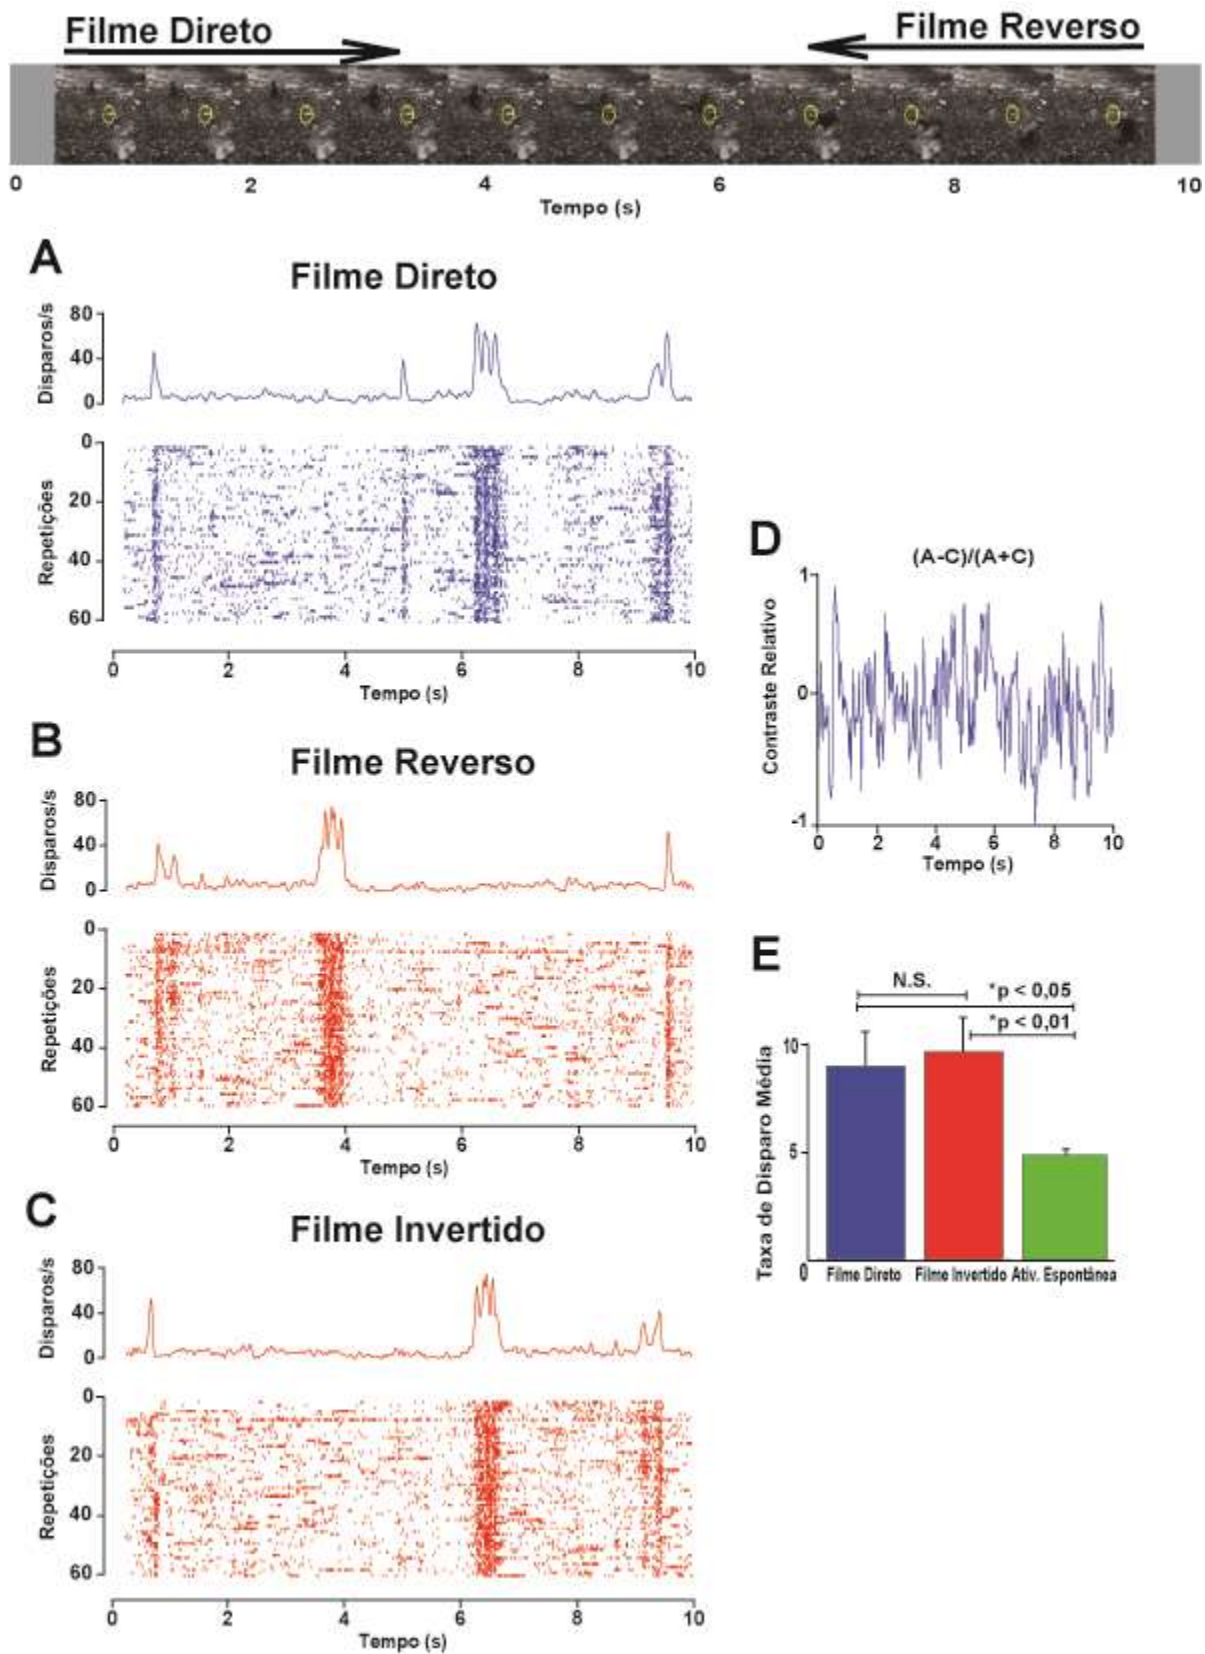 Filme Direto
Filme Reverso
0 2 4 6 8 10
Tempo (s)
A
Filme Direto
Disparos/s
80
40
0
Repetições
0
20
40
60
0 2 4 6 8 10
Tempo (s)
B
Filme Reverso
Disparos/s
80
40
0
Repetições
0
20
40
60
0 2 4 6 8 10
Tempo (s)
C
Filme Invertido
Disparos/s
80
40
0
Repetições
0
20
40
60
0 2 4 6 8 10
Tempo (s)
D
(A-C)/(A+C)
Contraste Relativo
1
0
-1
0 2 4 6 8 10
Tempo (s)
E
N.S.
*p < 0,05
*p < 0,01
Taxa de Disparo Média
10
5
0
Filme Direto Filme Invertido Ativ. Espontânea